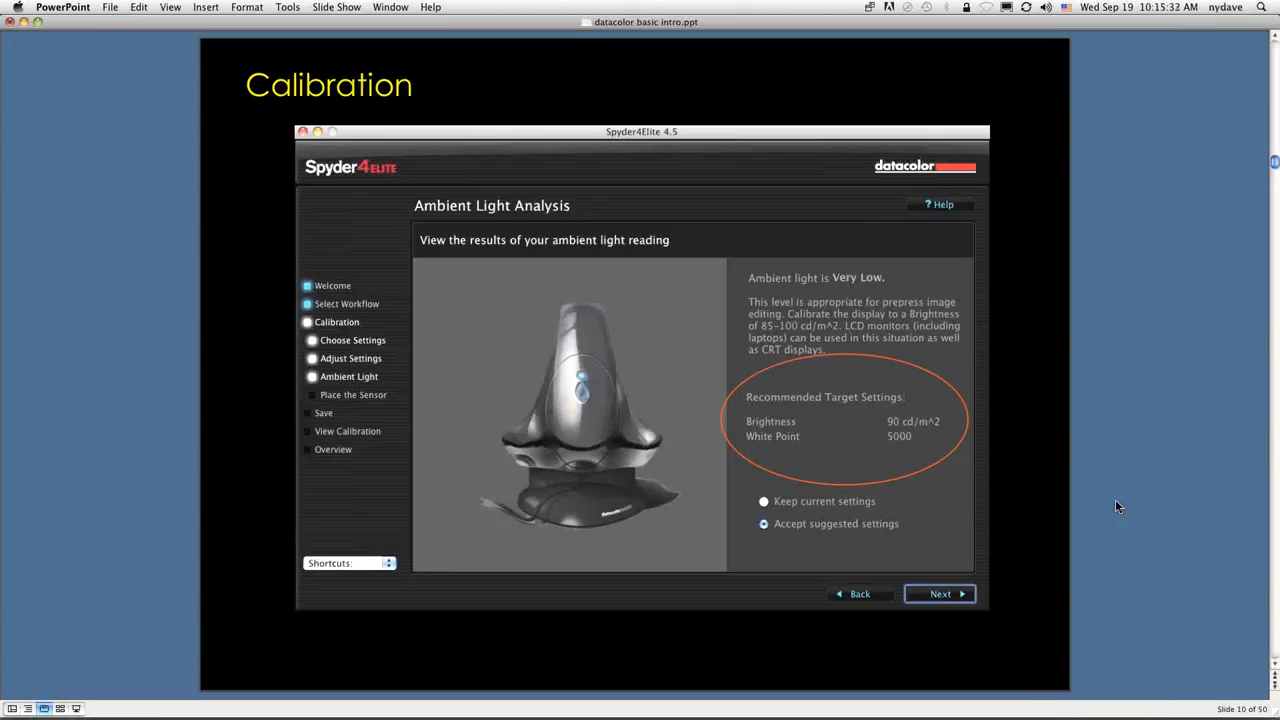 PowerPoint File Edit View Insert Format Tools Slide Show Window Help
Wed Sep 19 10:15:33 AM nydave
datacolor basic intro.ppt
Calibration
Spyder4Elite 4.5
Spyder4ELITE
datacolor
Ambient Light Analysis
? Help
View the results of your ambient light reading
Welcome
Select Workflow
Calibration
Choose Settings
Adjust Settings
Ambient Light
Place the Sensor
Save
View Calibration
Overview
Shortcuts:
datacolor
Ambient light is Very Low.
This level is appropriate for prepress image
editing. Calibrate the display to a Brightness
of 85-100 cd/m^2. LCD monitors (including
laptops) can be used in this situation as well
as CRT displays.
Recommended Target Settings:
Brightness 90 cd/m^2
White Point 5000
Keep current settings
Accept suggested settings
Back
Next
Slide 10 of 50